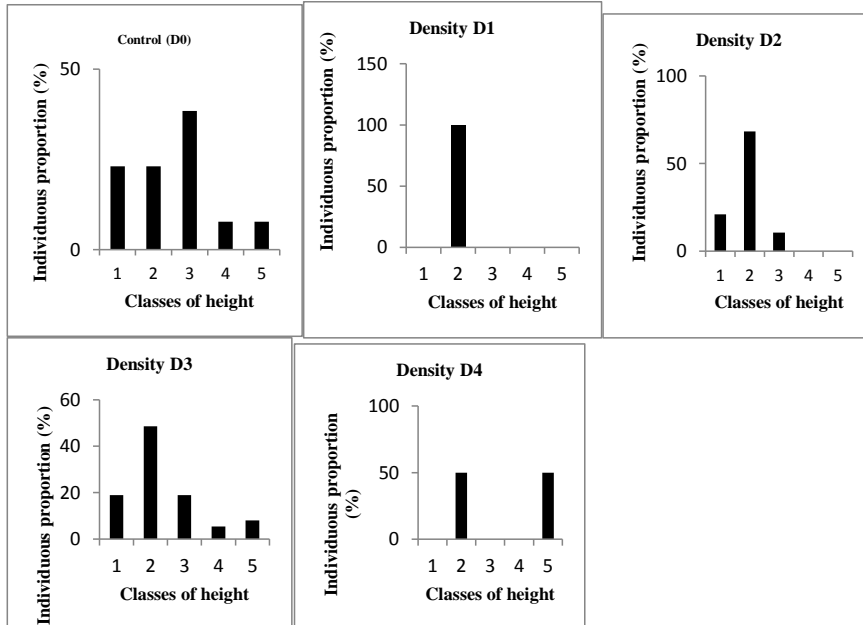 Control (D0)
Individuous proportion (%)
50
0
1 2 3 4 5
Classes of height
Density D1
Individuous proportion (%)
150
100
50
0
1 2 3 4 5
Classes of height
Density D2
Individuous proportion (%)
100
50
0
1 2 3 4 5
Classes of height
Density D3
Individuous proportion (%)
60
40
20
0
1 2 3 4 5
Classes of height
Density D4
Individuous proportion
(%)
100
50
0
1 2 3 4 5
Classes of height